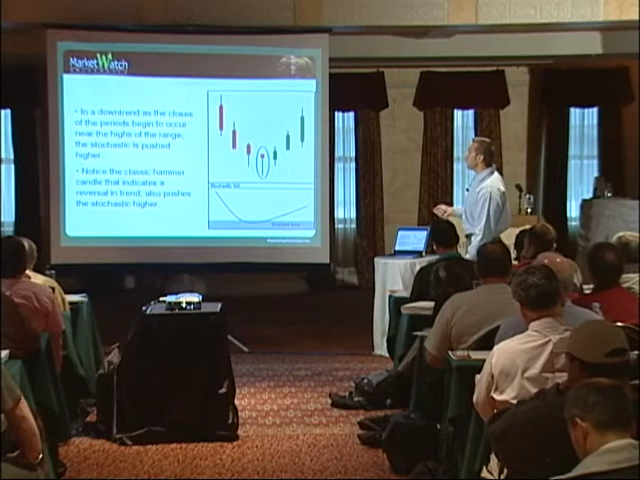 MarketWatch
UNIVERSITY
• In a downtrend as the closes
of the periods begin to occur
near the highs of the range,
the stochastic is pushed
higher.
• Notice the classic hammer
candle that indicates a
reversal in trend, also pushes
the stochastic higher.